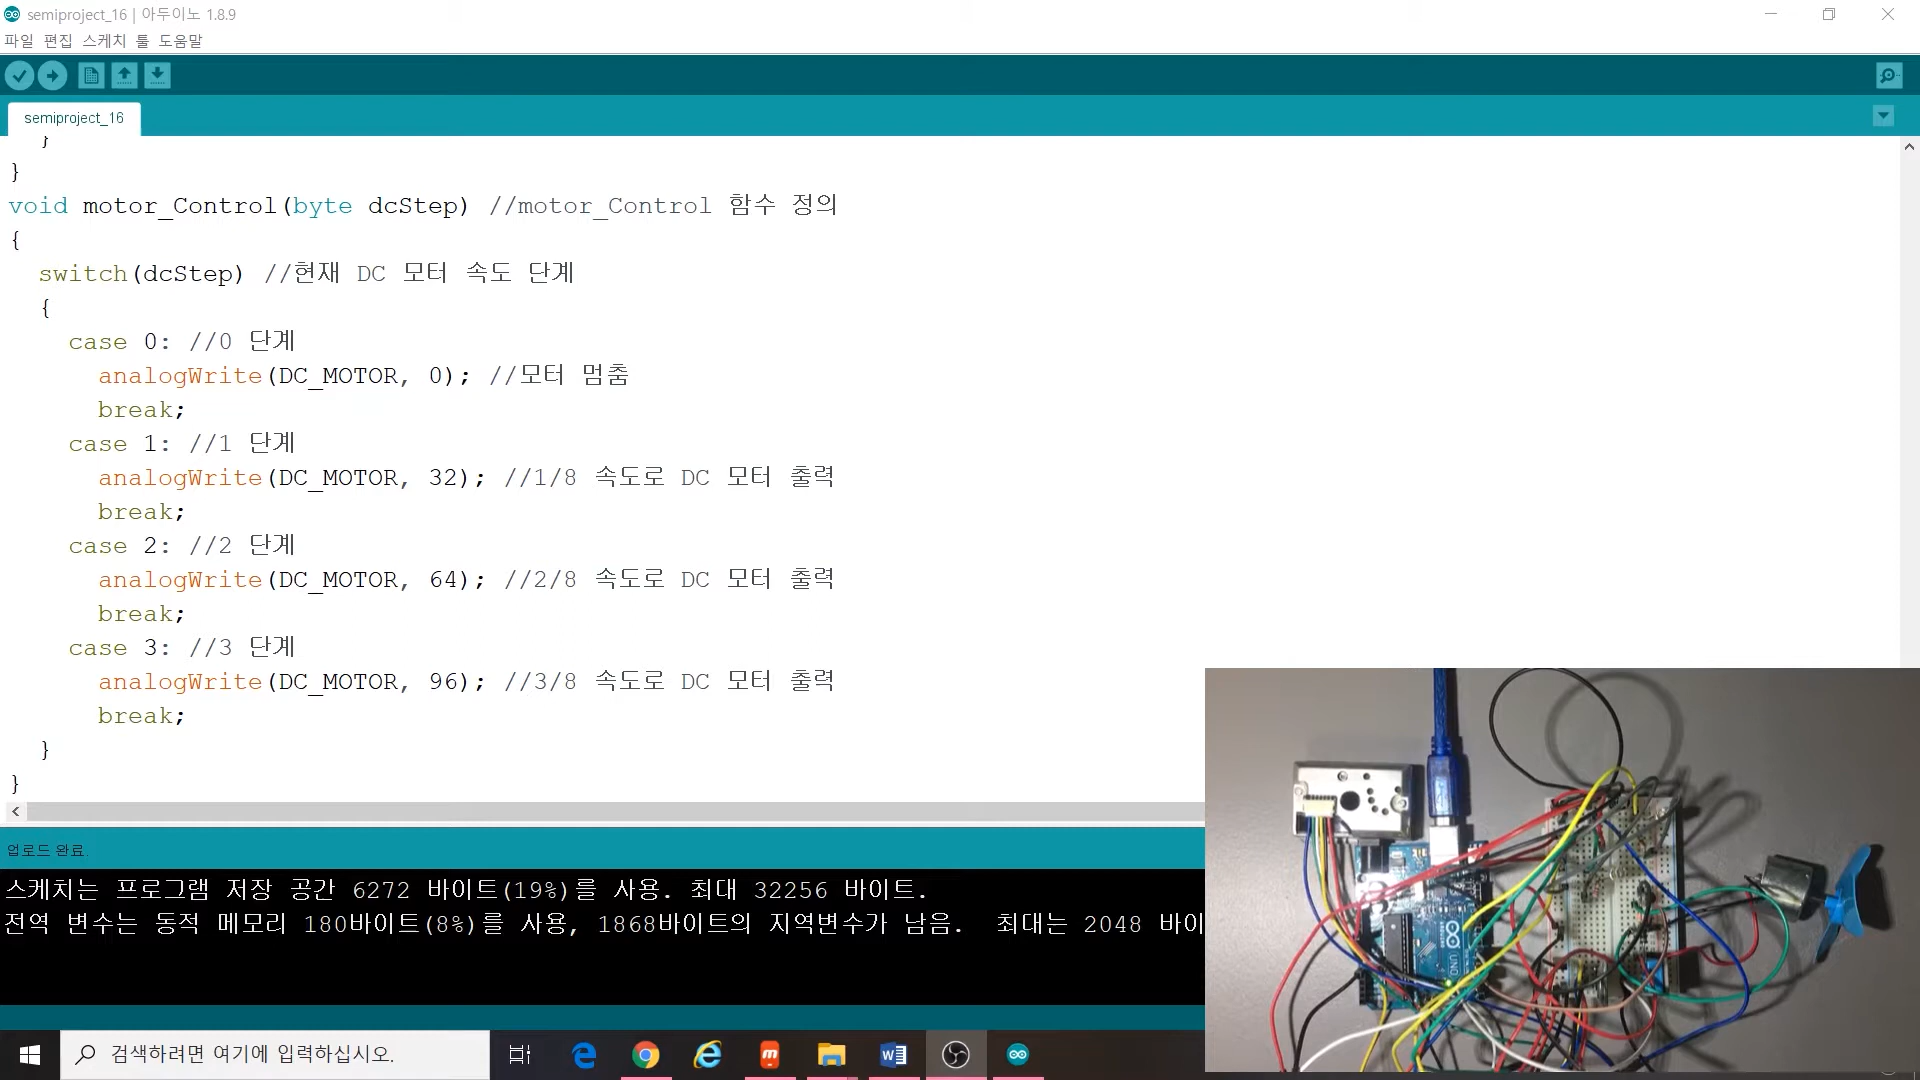 semiproject_16 | 아두이노 1.8.9
파일 편집 스케치 툴 도움말
semiproject_16
}
}
void motor_Control(byte dcStep) //motor_Control 함수 정의
{
switch(dcStep) //현재 DC 모터 속도 단계
{
case 0: //0 단계
analogWrite(DC_MOTOR, 0); //모터 멈춤
break;
case 1: //1 단계
analogWrite(DC_MOTOR, 32); //1/8 속도로 DC 모터 출력
break;
case 2: //2 단계
analogWrite(DC_MOTOR, 64); //2/8 속도로 DC 모터 출력
break;
case 3: //3 단계
analogWrite(DC_MOTOR, 96); //3/8 속도로 DC 모터 출력
break;
}
}
업로드 완료.
스케치는 프로그램 저장 공간 6272 바이트(19%)를 사용. 최대 32256 바이트.
전역 변수는 동적 메모리 180바이트(8%)를 사용, 1868바이트의 지역변수가 남음.  최대는 2048 바이
UNO
검색하려면 여기에 입력하십시오.